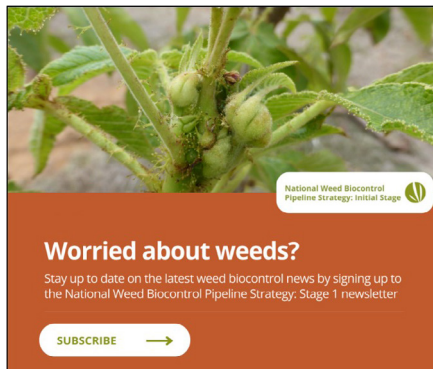 National Weed Biocontrol
Pipeline Strategy: Initial Stage
Worried about weeds?
Stay up to date on the latest weed biocontrol news by signing up to
the National Weed Biocontrol Pipeline Strategy: Stage 1 newsletter
SUBSCRIBE